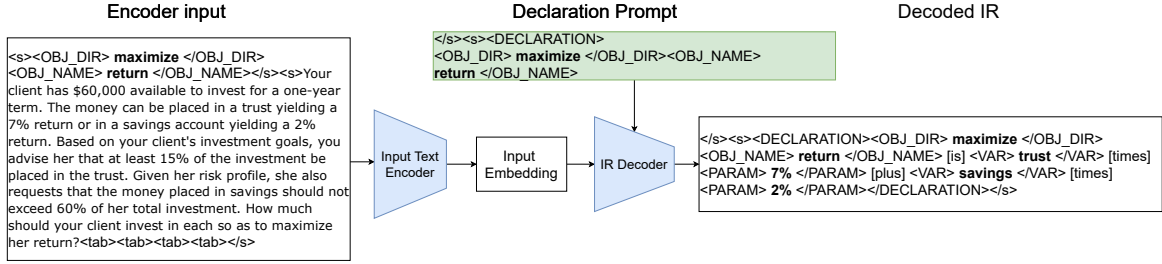 Encoder input
Declaration Prompt
Decoded IR
<s><OBJ_DIR> maximize </OBJ_DIR>
<OBJ_NAME> return </OBJ_NAME></s><s>Your
client has $60,000 available to invest for a one-year
term. The money can be placed in a trust yielding a
7% return or in a savings account yielding a 2%
return. Based on your client's investment goals, you
advise her that at least 15% of the investment be
placed in the trust. Given her risk profile, she also
requests that the money placed in savings should not
exceed 60% of her total investment. How much
should your client invest in each so as to maximize
her return?<tab><tab><tab><tab></s>
</s><s><DECLARATION>
<OBJ_DIR> maximize </OBJ_DIR><OBJ_NAME>
return </OBJ_NAME>
Input Text
Encoder
Input
Embedding
IR Decoder
</s><s><DECLARATION><OBJ_DIR> maximize </OBJ_DIR>
<OBJ_NAME> return </OBJ_NAME> [is] <VAR> trust </VAR> [times]
<PARAM> 7% </PARAM> [plus] <VAR> savings </VAR> [times]
<PARAM> 2% </PARAM></DECLARATION></s>